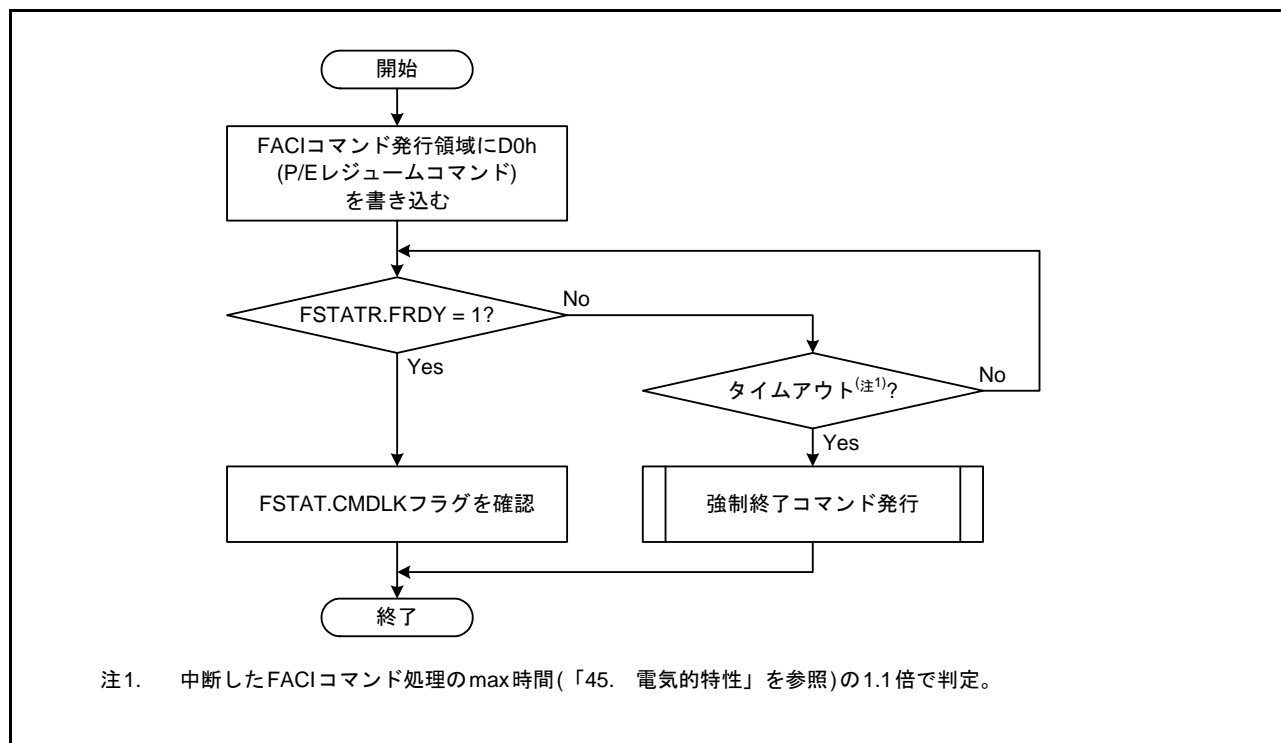 開始
FACIコマンド発行領域にD0h
(P/Eレジュームコマンド)
を書き込む
FSTATR.FRDY = 1?
No
Yes
タイムアウト(注1)?
No
Yes
FSTAT.CMDLKフラグを確認
強制終了コマンド発行
終了
注1. 中断したFACIコマンド処理のmax時間(「45. 電気的特性」を参照)の1.1倍で判定。